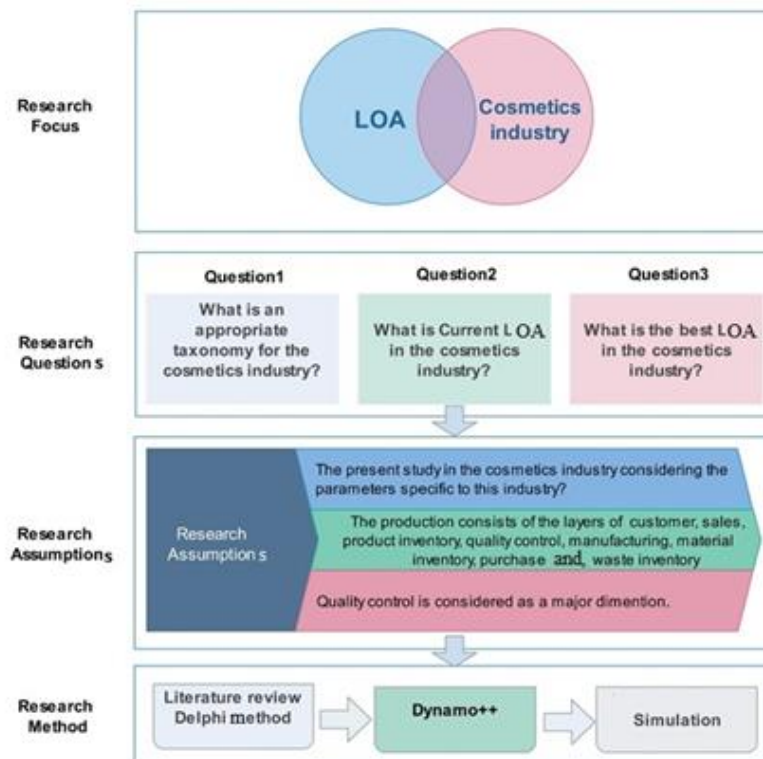 Research
Focus
LOA
Cosmetics
industry
Research
Questions
Question1
What is an
appropriate
taxonomy for the
cosmetics industry?
Question2
What is Current LOA
in the cosmetics
industry?
Question3
What is the best LOA
in the cosmetics
industry?
Research
Assumptions
Research
Assumptions
The present study in the cosmetics industry considering the
parameters specific to this industry?
The production consists of the layers of customer, sales,
product inventory, quality control, manufacturing, material
inventory, purchase and, waste inventory
Quality control is considered as a major dimention.
Research
Method
Literature review
Delphi method
Dynamo++
Simulation